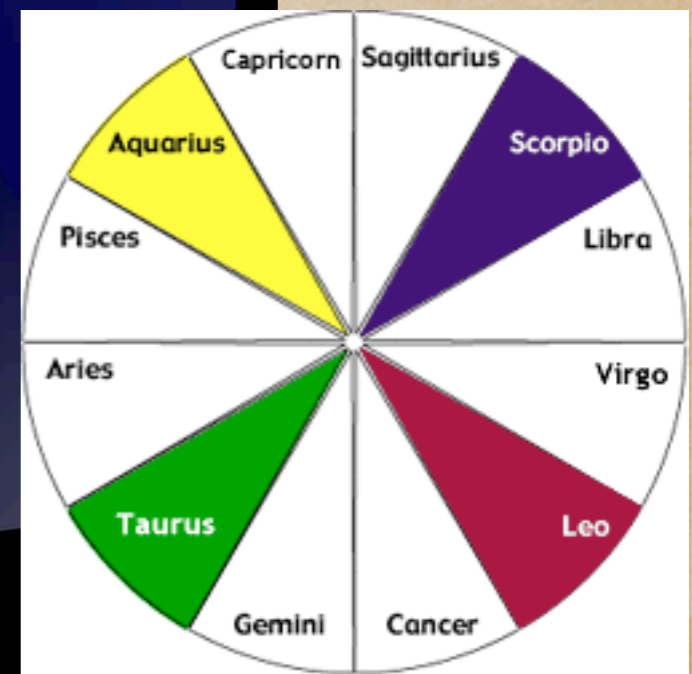 Capricorn
Sagittarius
Aquarius
Scorpio
Pisces
Libra
Aries
Virgo
Taurus
Leo
Gemini
Cancer